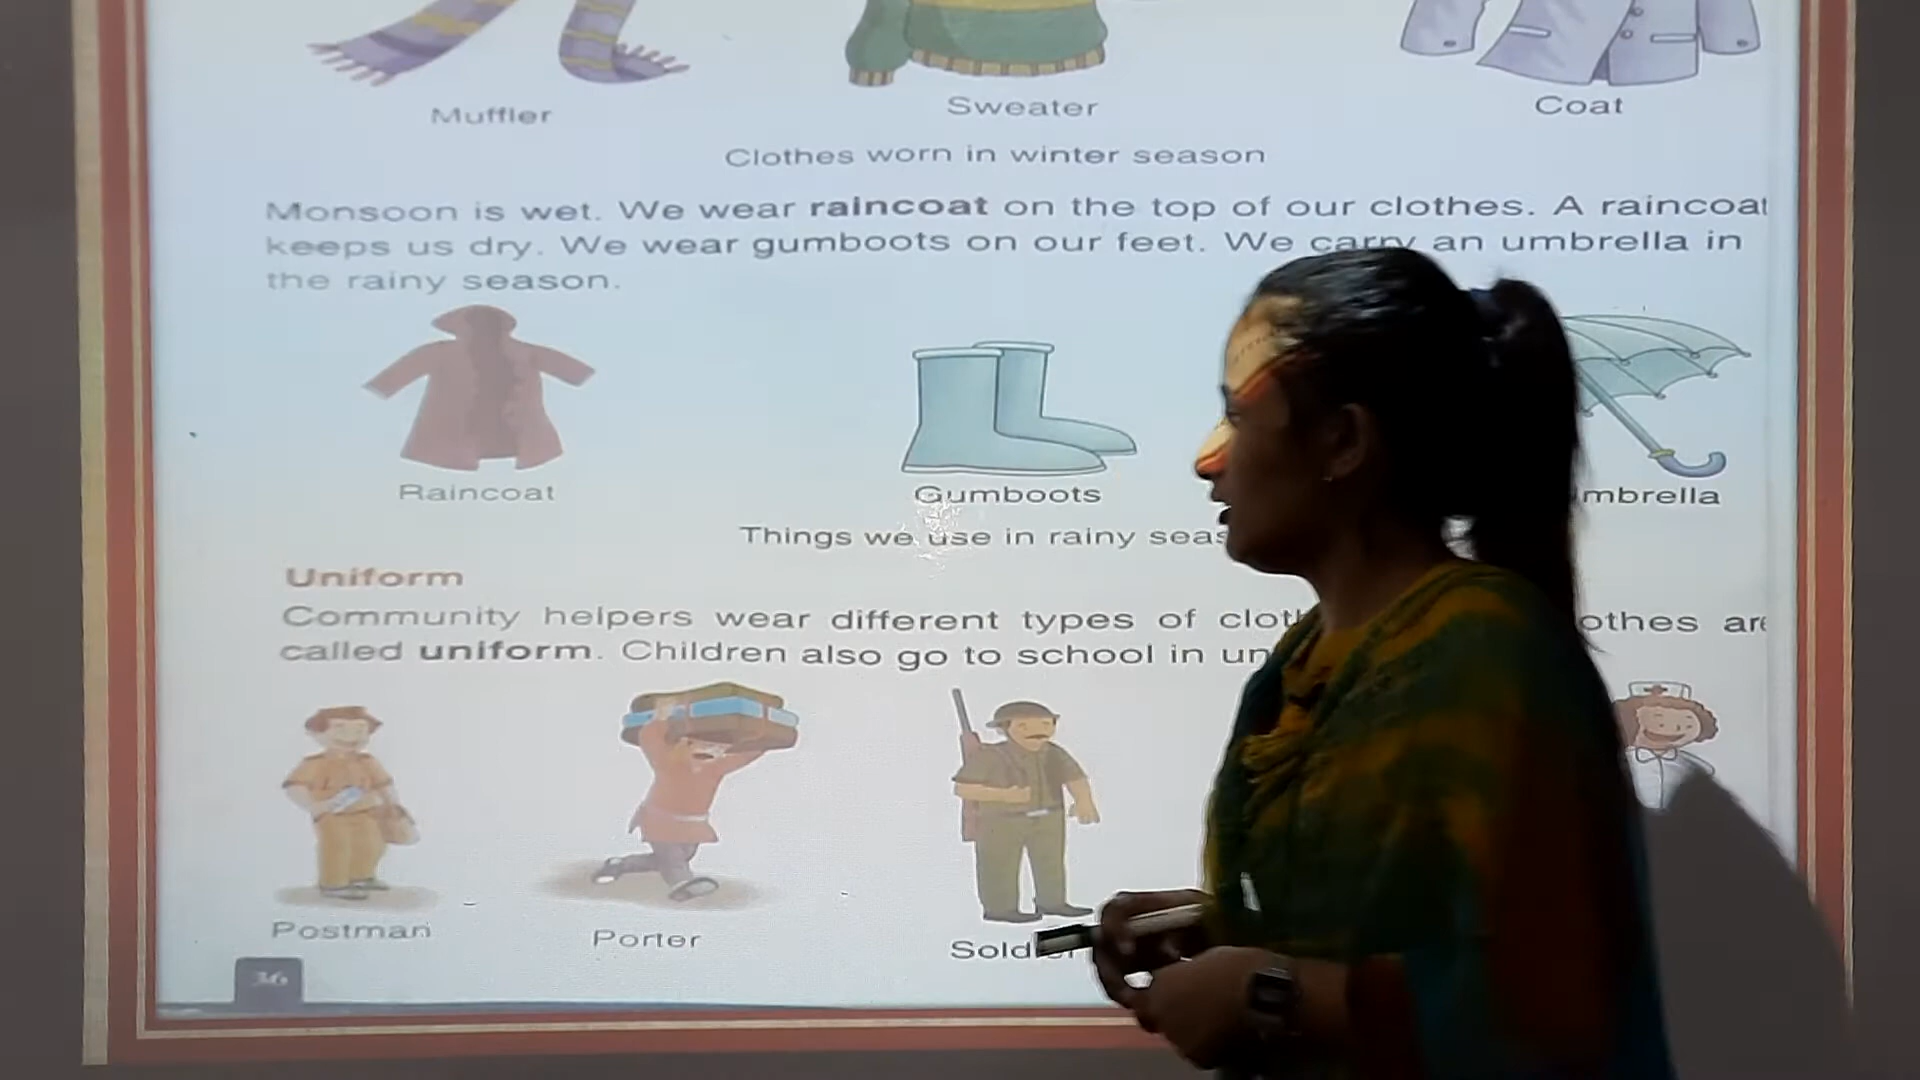 Muffler
Sweater
Coat
Clothes worn in winter season
Monsoon is wet. We wear raincoat on the top of our clothes. A raincoat
keeps us dry. We wear gumboots on our feet. We carry an umbrella in
the rainy season.
Raincoat
Gumboots
mbrella
Things we use in rainy seas
Uniform
Community helpers wear different types of clot othes are
called uniform. Children also go to school in un
Postman
Porter
Soldier
36